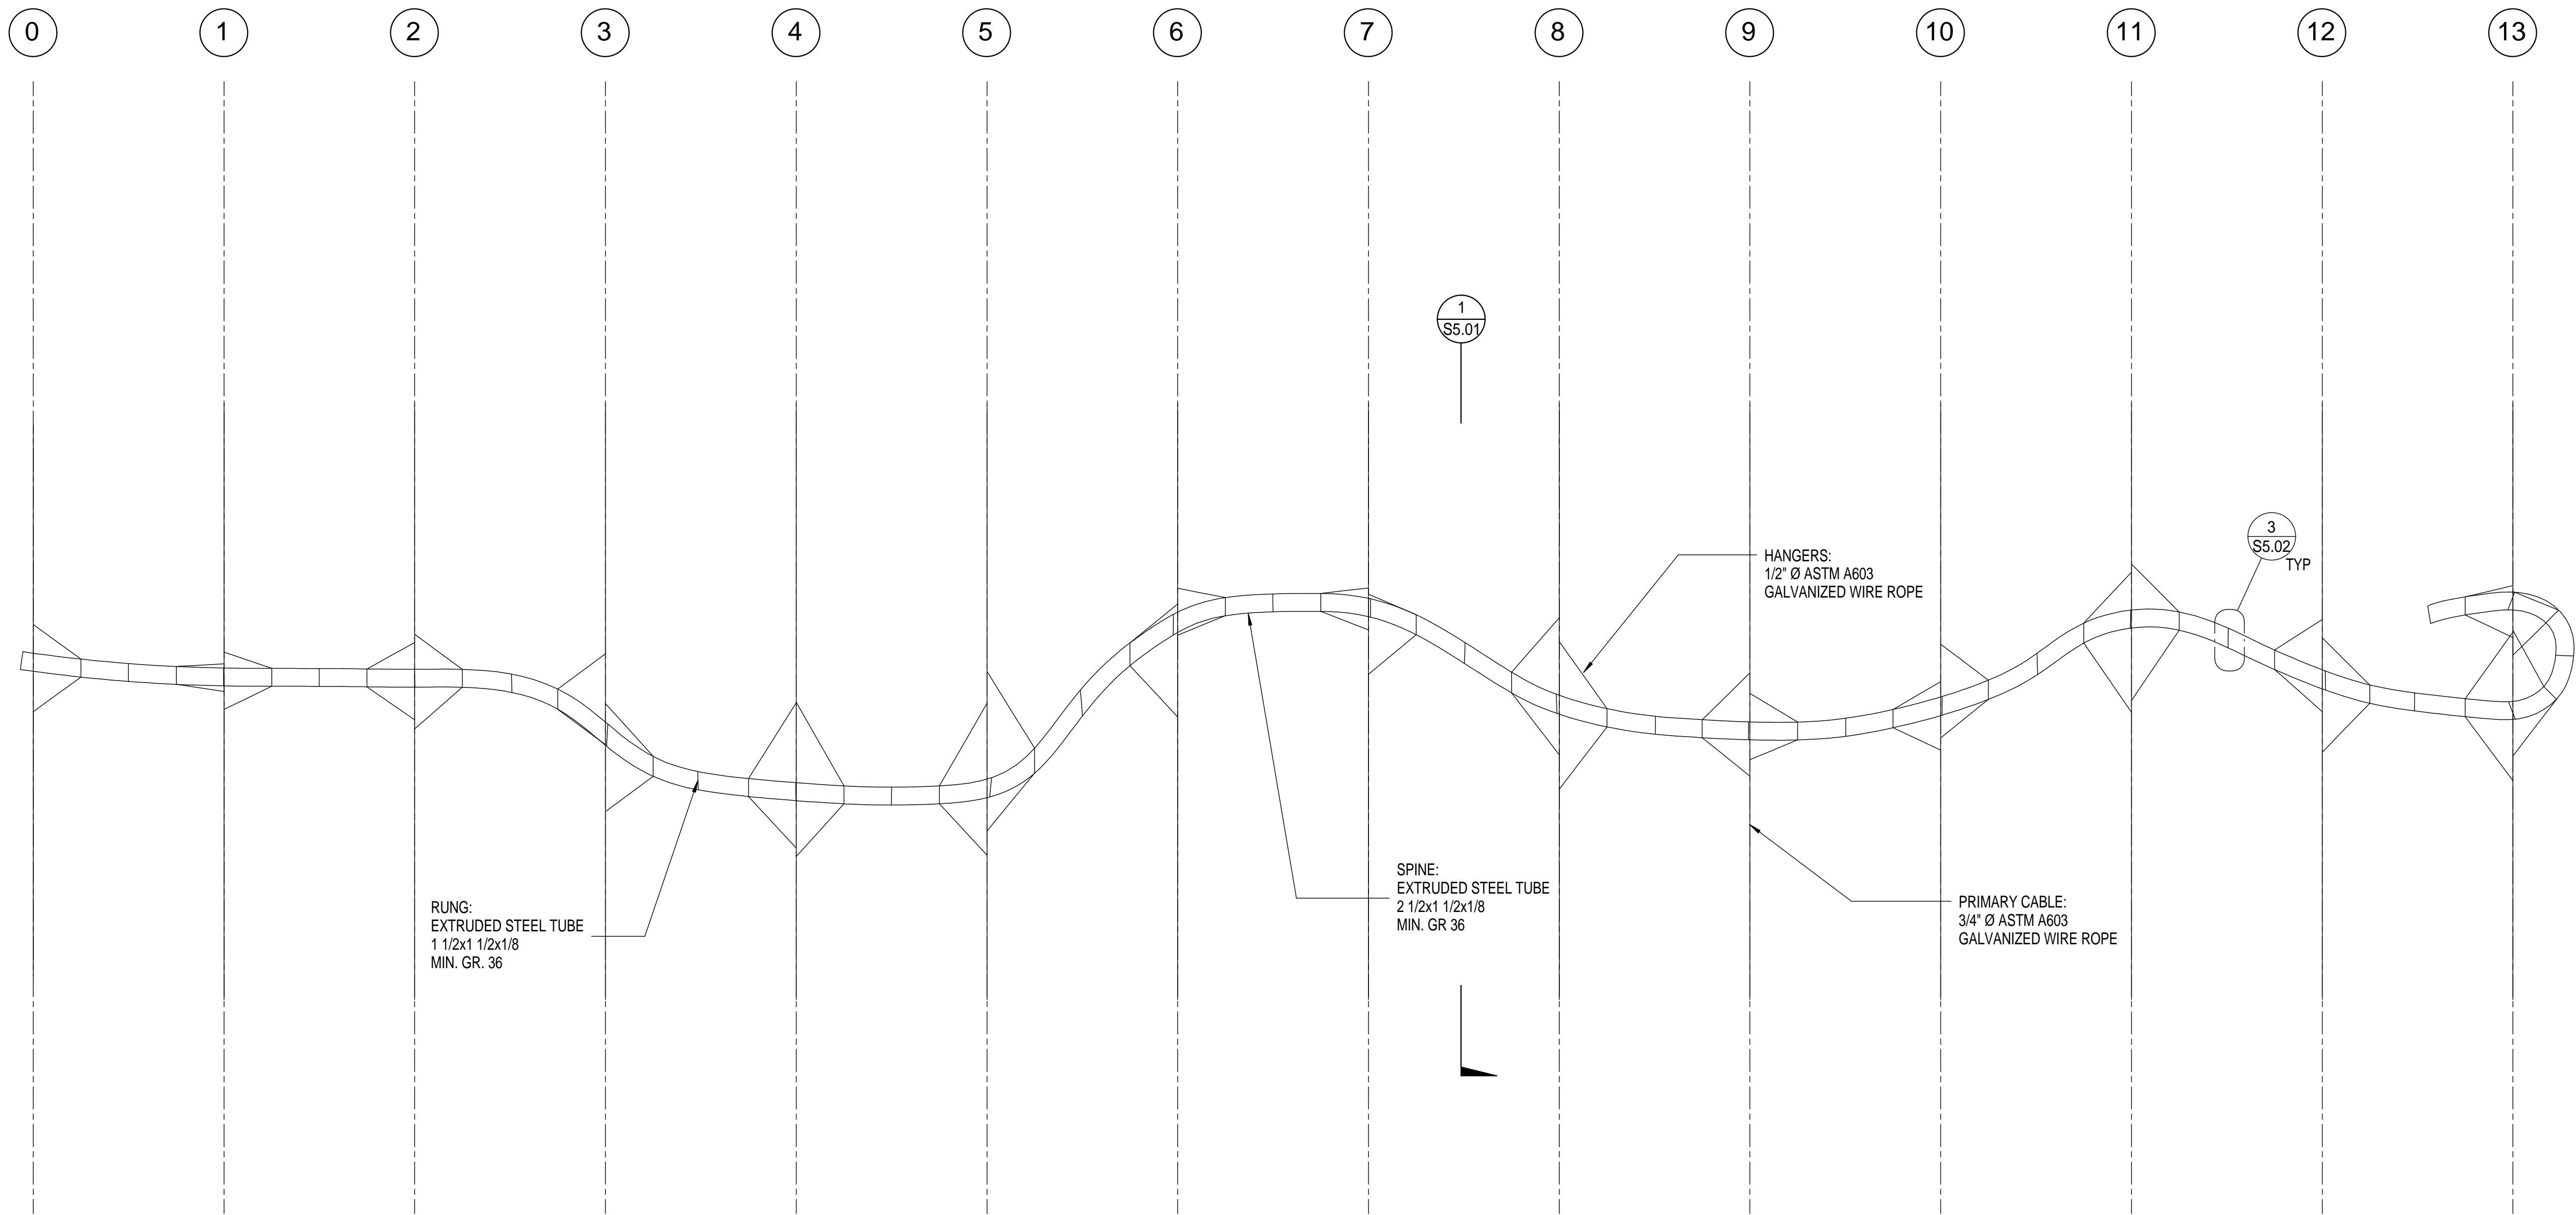 0 1 2 3 4 5 6 7 8 9 10 11 12 13
1
S5.01
3
S5.02
TYP
HANGERS:
1/2" Ø ASTM A603
GALVANIZED WIRE ROPE
SPINE:
EXTRUDED STEEL TUBE
2 1/2x1 1/2x1/8
MIN. GR 36
PRIMARY CABLE:
3/4" Ø ASTM A603
GALVANIZED WIRE ROPE
RUNG:
EXTRUDED STEEL TUBE
1 1/2x1 1/2x1/8
MIN. GR. 36